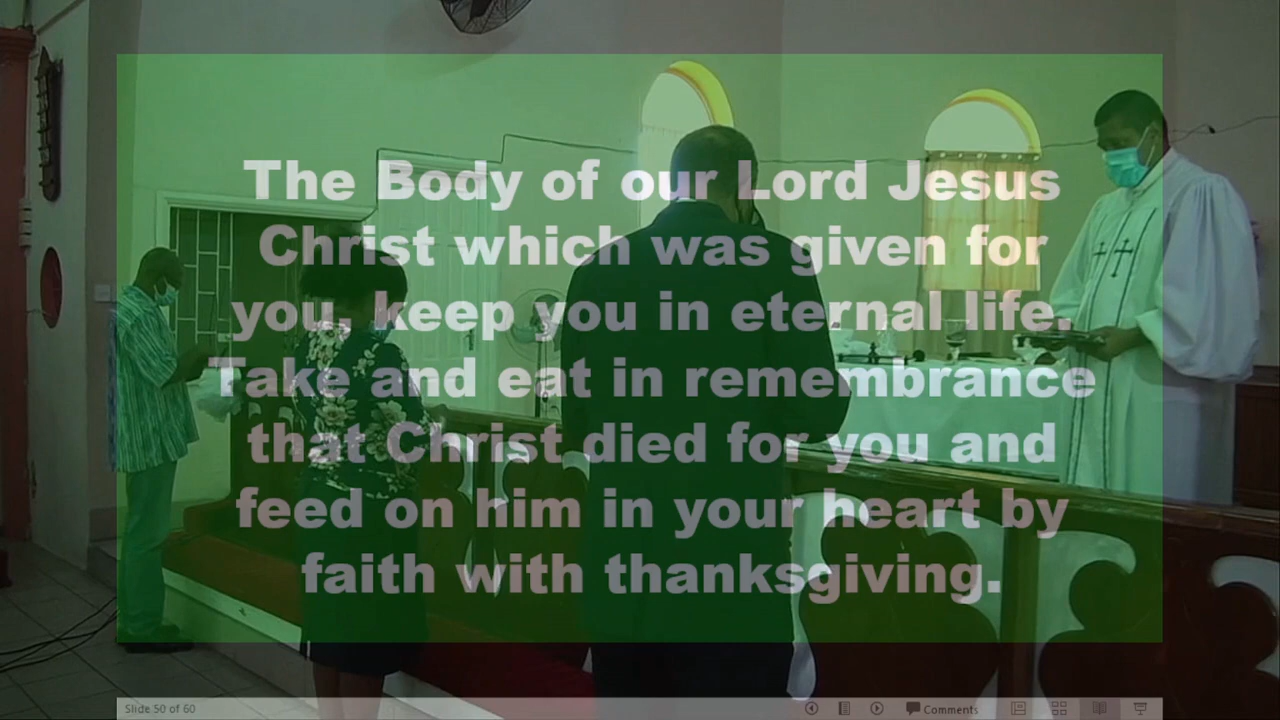 The Body of our Lord Jesus
Christ which was given for
you, keep you in eternal life.
Take and eat in remembrance
that Christ died for you and
feed on him in your heart by
faith with thanksgiving.
Slide 50 of 60
Comments